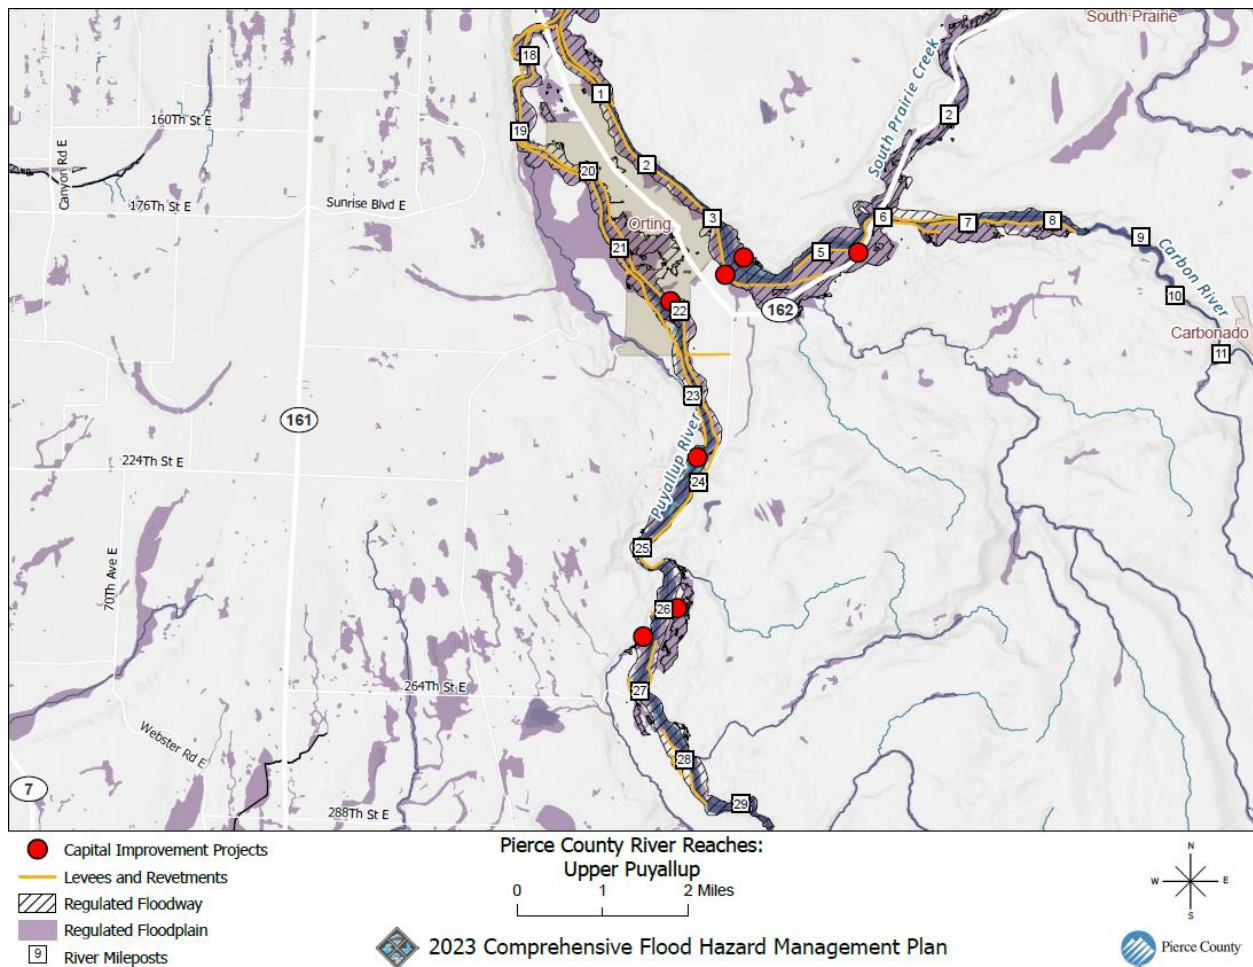 South Prairie
18
1
South Prairie Creek
2
160Th St E
19
Canyon Rd E
20
2
176Th St E
Sunrise Blvd E
3
6
7
8
Orting
21
5
9
Carbon River
10
22
162
Carbonado
11
23
161
Puyallup River
224Th St E
24
25
70Th Ave E
26
264Th St E
27
Webster Rd E
28
7
29
288Th St E
Capital Improvement Projects
Levees and Revetments
Regulated Floodway
Regulated Floodplain
9 River Mileposts
Pierce County River Reaches:
Upper Puyallup
0 1 2 Miles
2023 Comprehensive Flood Hazard Management Plan
N
W E
S
Pierce County